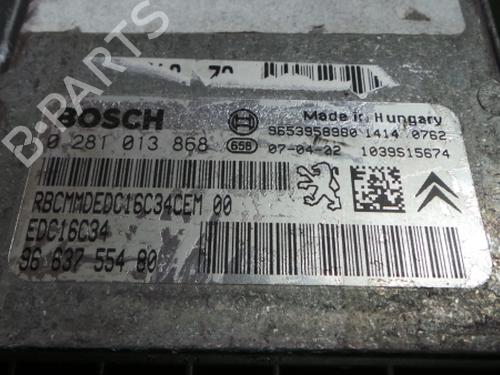 BOSCH
0 281 013 868
65B
Made in Hungary
9653958980 1414 0762
07-04-02 1039S15674
RBCMMDEDC16C34CEM 00
EDC16C34
96 637 554 80
B-PARTS